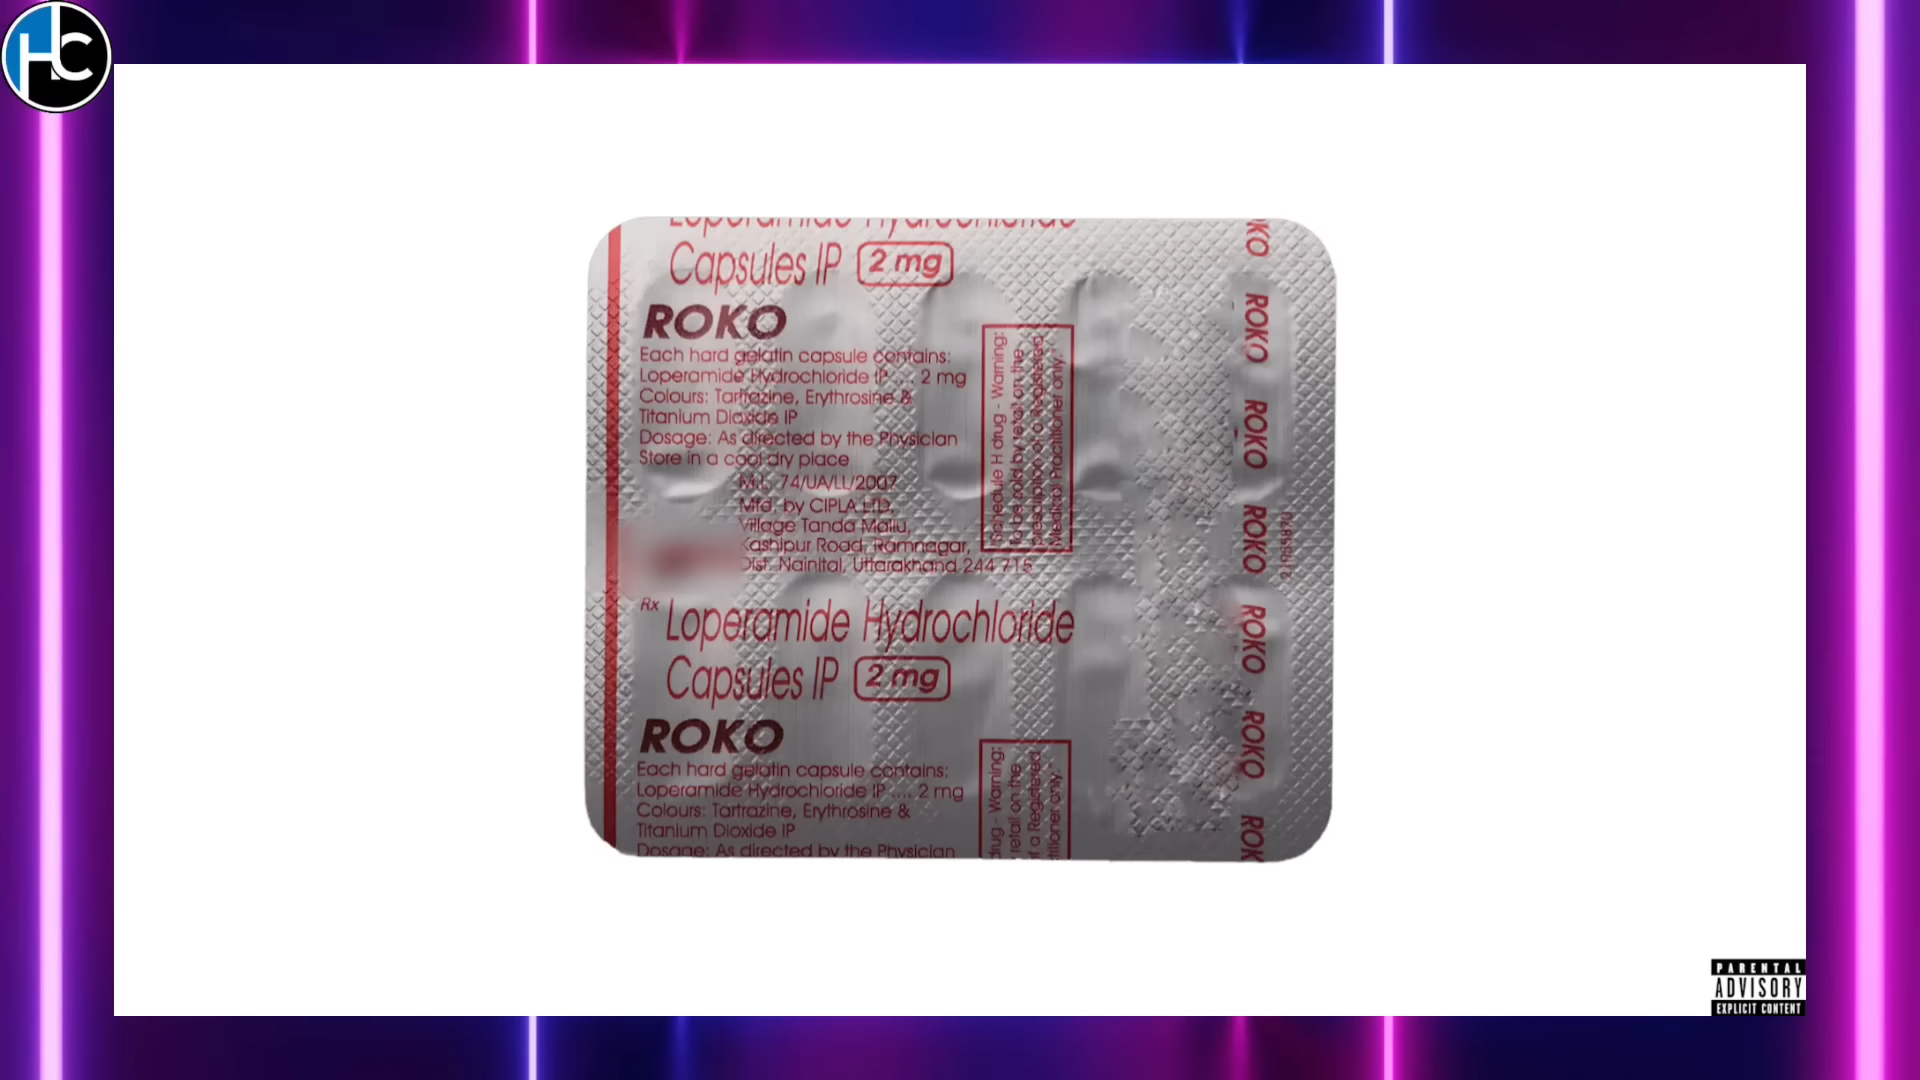 HC
Loperamide Hydrochloride
Capsules IP 2 mg
ROKO
Each hard gelatin capsule contains:
Loperamide Hydrochloride IP .... 2 mg
Colours: Tartrazine, Erythrosine &
Titanium Dioxide IP
Dosage: As directed by the Physician
Store in a cool dry place
M.L. 74/UA/LL/2007
Mfd. by CIPLA LTD.
Village Tanda Mallu,
Kashipur Road, Ramnagar,
Dist. Nainital, Uttarakhand 244 715
Schedule H drug - Warning:
To be sold by retail on the
prescription of a Registered
Medical Practitioner only."
Rx Loperamide Hydrochloride
Capsules IP 2 mg
ROKO
Each hard gelatin capsule contains:
Loperamide Hydrochloride IP .... 2 mg
Colours: Tartrazine, Erythrosine &
Titanium Dioxide IP
Dosage: As directed by the Physician
drug - Warning:
retail on the
of a Registered
titioner only."
KO
ROKO
ROKO
ROKO
ROKO
ROKO
ROK
PARENTAL
ADVISORY
EXPLICIT CONTENT